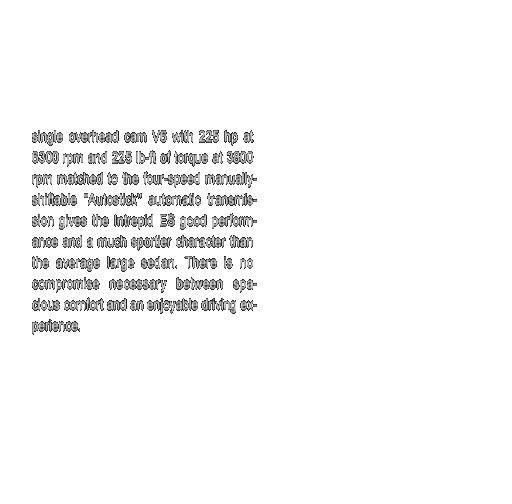 single overhead cam V6 with 225 hp at
6300 rpm and 225 lb-ft of torque at 3800
rpm matched to the four-speed manually-
shiftable "Autostick" automatic transmis-
sion gives the Intrepid ES good perform-
ance and a much sportier character than
the average large sedan. There is no
compromise necessary between spa-
cious comfort and an enjoyable driving ex-
perience.